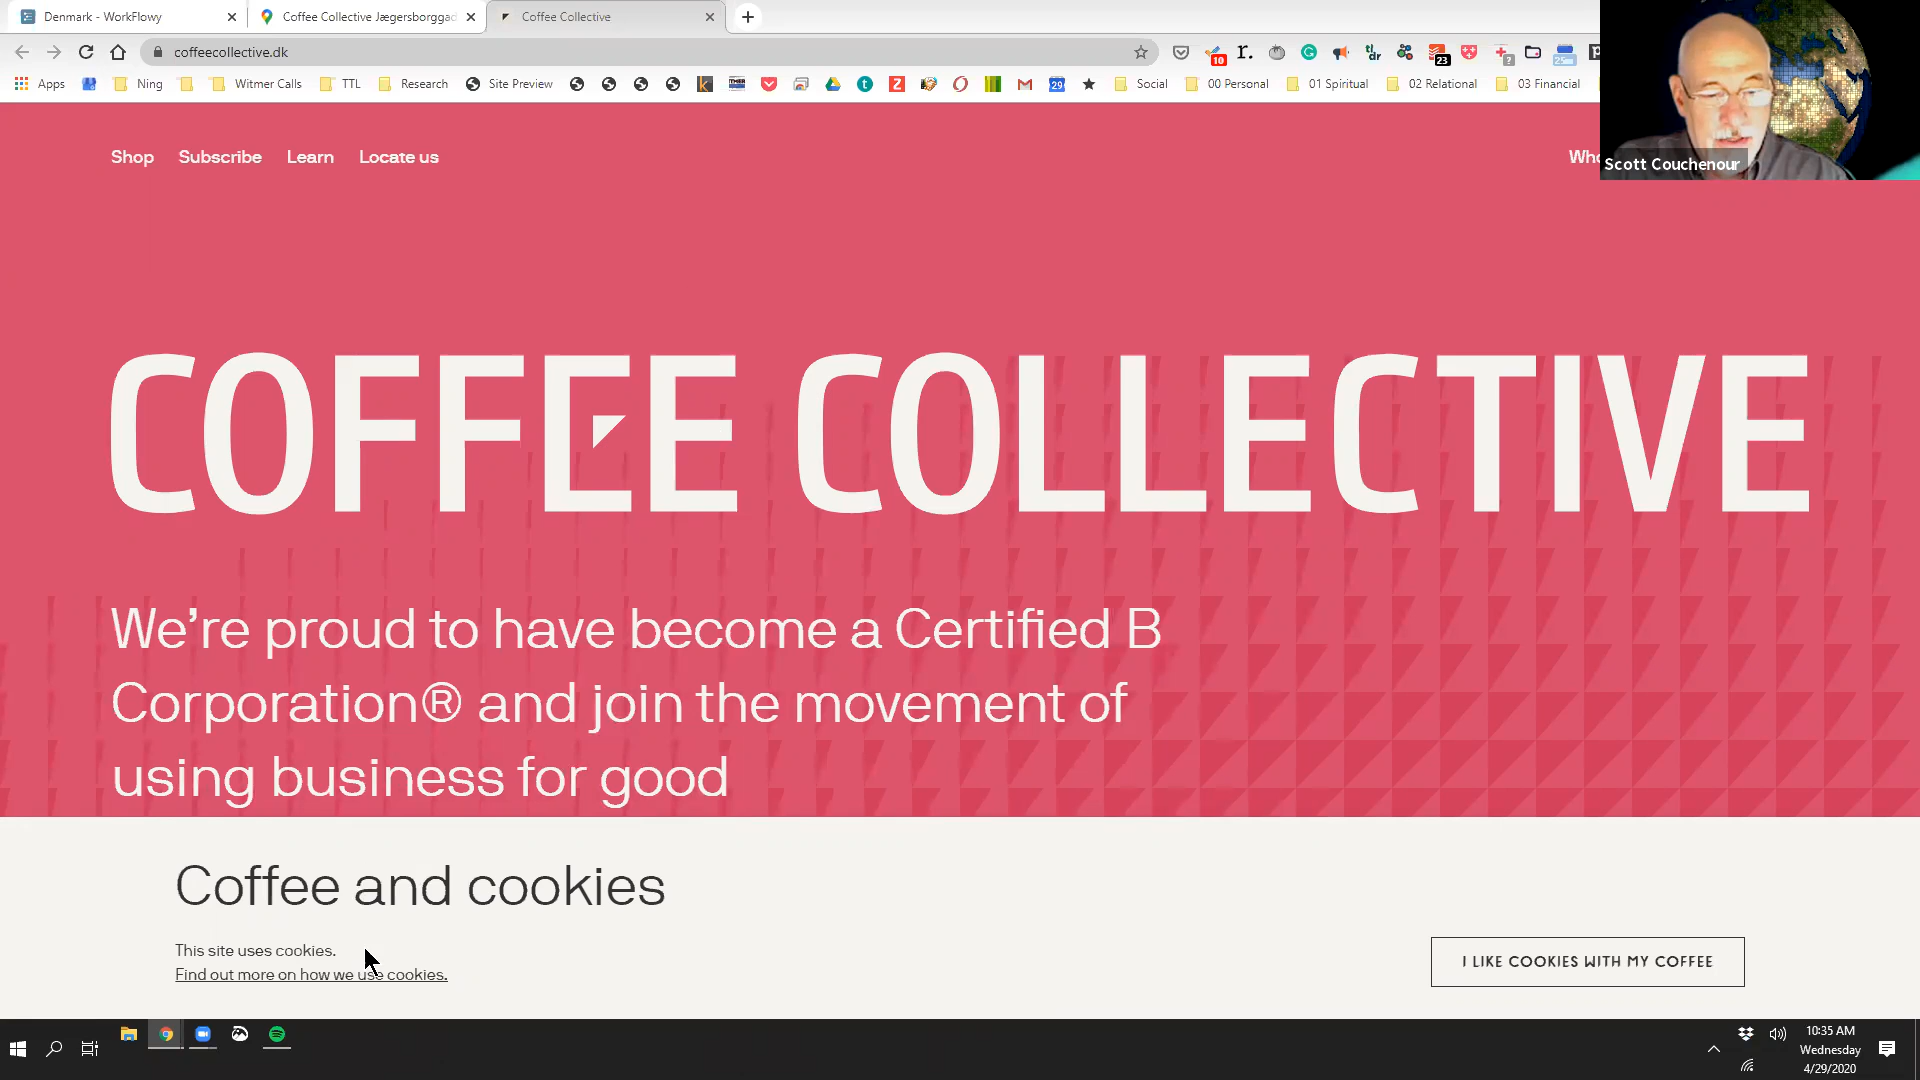 Denmark - WorkFlowy
Coffee Collective Jægersborggad
Coffee Collective
coffeecollective.dk
10
23
?
25m
Apps
Ning
Witmer Calls
TTL
Research
Site Preview
29
Social
00 Personal
01 Spiritual
02 Relational
03 Financial
Shop
Subscribe
Learn
Locate us
Scott Couchenour
COFFEE COLLECTIVE
We're proud to have become a Certified B
Corporation® and join the movement of
using business for good
Coffee and cookies
This site uses cookies.
Find out more on how we use cookies.
I LIKE COOKIES WITH MY COFFEE
10:35 AM
Wednesday
4/29/2020